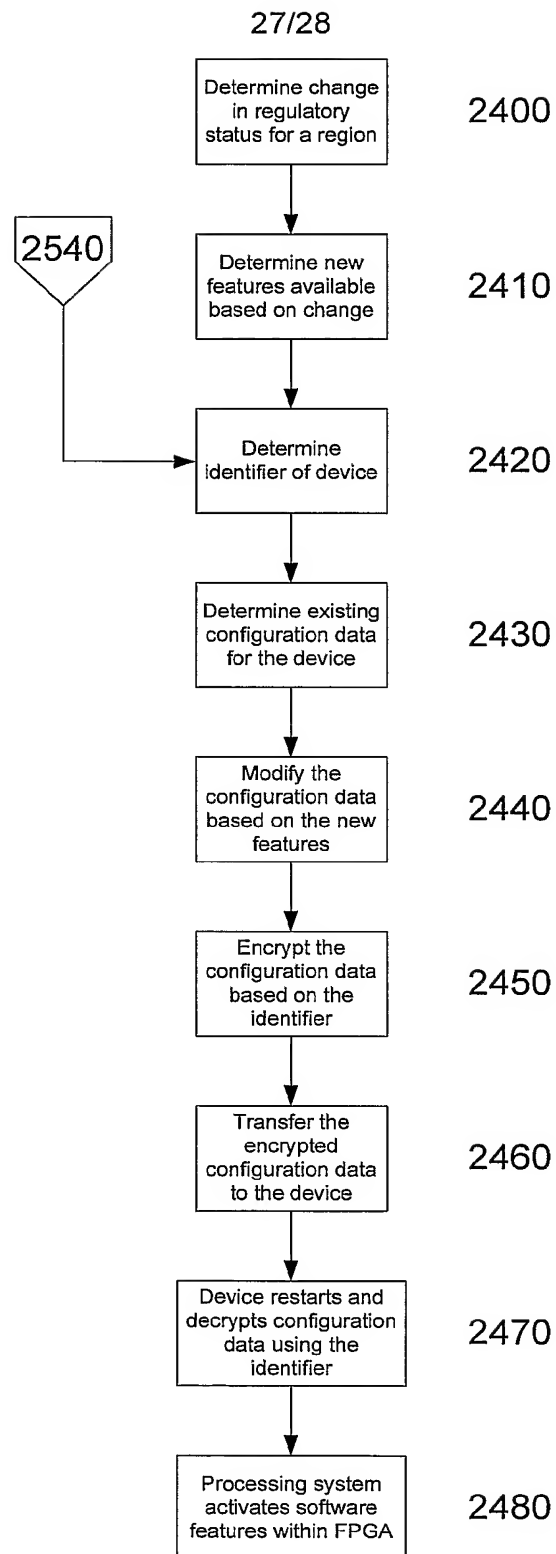 27/28
Determine change
in regulatory
status for a region
2400
2540
Determine new
features available
based on change
2410
Determine
identifier of device
2420
Determine existing
configuration data
for the device
2430
Modify the
configuration data
based on the new
features
2440
Encrypt the
configuration data
based on the
identifier
2450
Transfer the
encrypted
configuration data
to the device
2460
Device restarts and
decrypts configuration
data using the
identifier
2470
Processing system
activates software
features within FPGA
2480